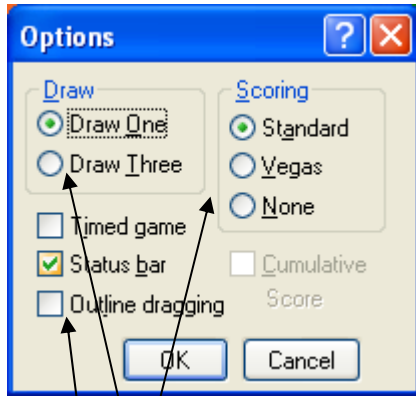 Options
Draw
Draw One
Draw Three
Scoring
Standard
Vegas
None
Timed game
Status bar
Outline dragging
Cumulative
Score
OK
Cancel